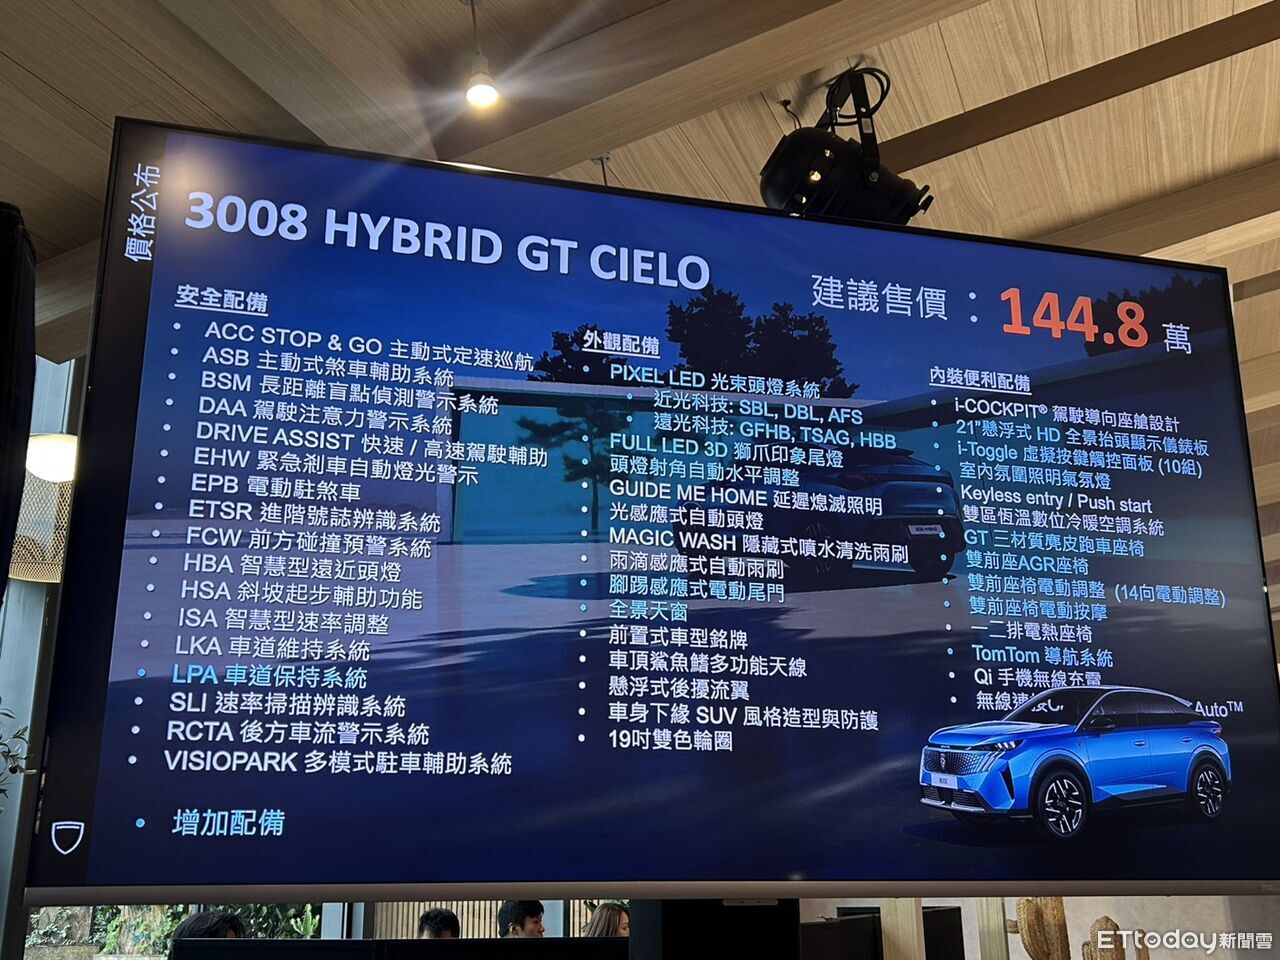 價格公布
3008 HYBRID GT CIELO
建議售價：144.8 萬
安全配備
• ACC STOP & GO 主動式定速巡航
• ASB 主動式煞車輔助系統
• BSM 長距離盲點偵測警示系統
• DAA 駕駛注意力警示系統
• DRIVE ASSIST 快速 / 高速駕駛輔助
• EHW 緊急剎車自動燈光警示
• EPB 電動駐煞車
• ETSR 進階號誌辨識系統
• FCW 前方碰撞預警系統
• HBA 智慧型遠近頭燈
• HSA 斜坡起步輔助功能
• ISA 智慧型速率調整
• LKA 車道維持系統
• LPA 車道保持系統
• SLI 速率掃描辨識系統
• RCTA 後方車流警示系統
• VISIOPARK 多模式駐車輔助系統
• 增加配備
外觀配備
• PIXEL LED 光束頭燈系統
• 近光科技: SBL, DBL, AFS
• 遠光科技: GFHB, TSAG, HBB
• FULL LED 3D 獅爪印象尾燈
• 頭燈射角自動水平調整
• GUIDE ME HOME 延遲熄滅照明
• 光感應式自動頭燈
• MAGIC WASH 隱藏式噴水清洗雨刷
• 雨滴感應式自動雨刷
• 腳踢感應式電動尾門
• 全景天窗
• 前置式車型銘牌
• 車頂鯊魚鰭多功能天線
• 懸浮式後擾流翼
• 車身下緣 SUV 風格造型與防護
• 19吋雙色輪圈
內裝便利配備
• i-COCKPIT® 駕駛導向座艙設計
• 21”懸浮式 HD 全景抬頭顯示儀錶板
• i-Toggle 虛擬按鍵觸控面板 (10組)
• 室內氛圍照明氣氛燈
• Keyless entry / Push start
• 雙區恆溫數位冷暖空調系統
• GT 三材質麂皮跑車座椅
• 雙前座AGR座椅
• 雙前座椅電動調整 (14向電動調整)
• 雙前座椅電動按摩
• 一二排電熱座椅
• TomTom 導航系統
• Qi 手機無線充電
• 無線連接 Auto™
ETtoday新聞雲